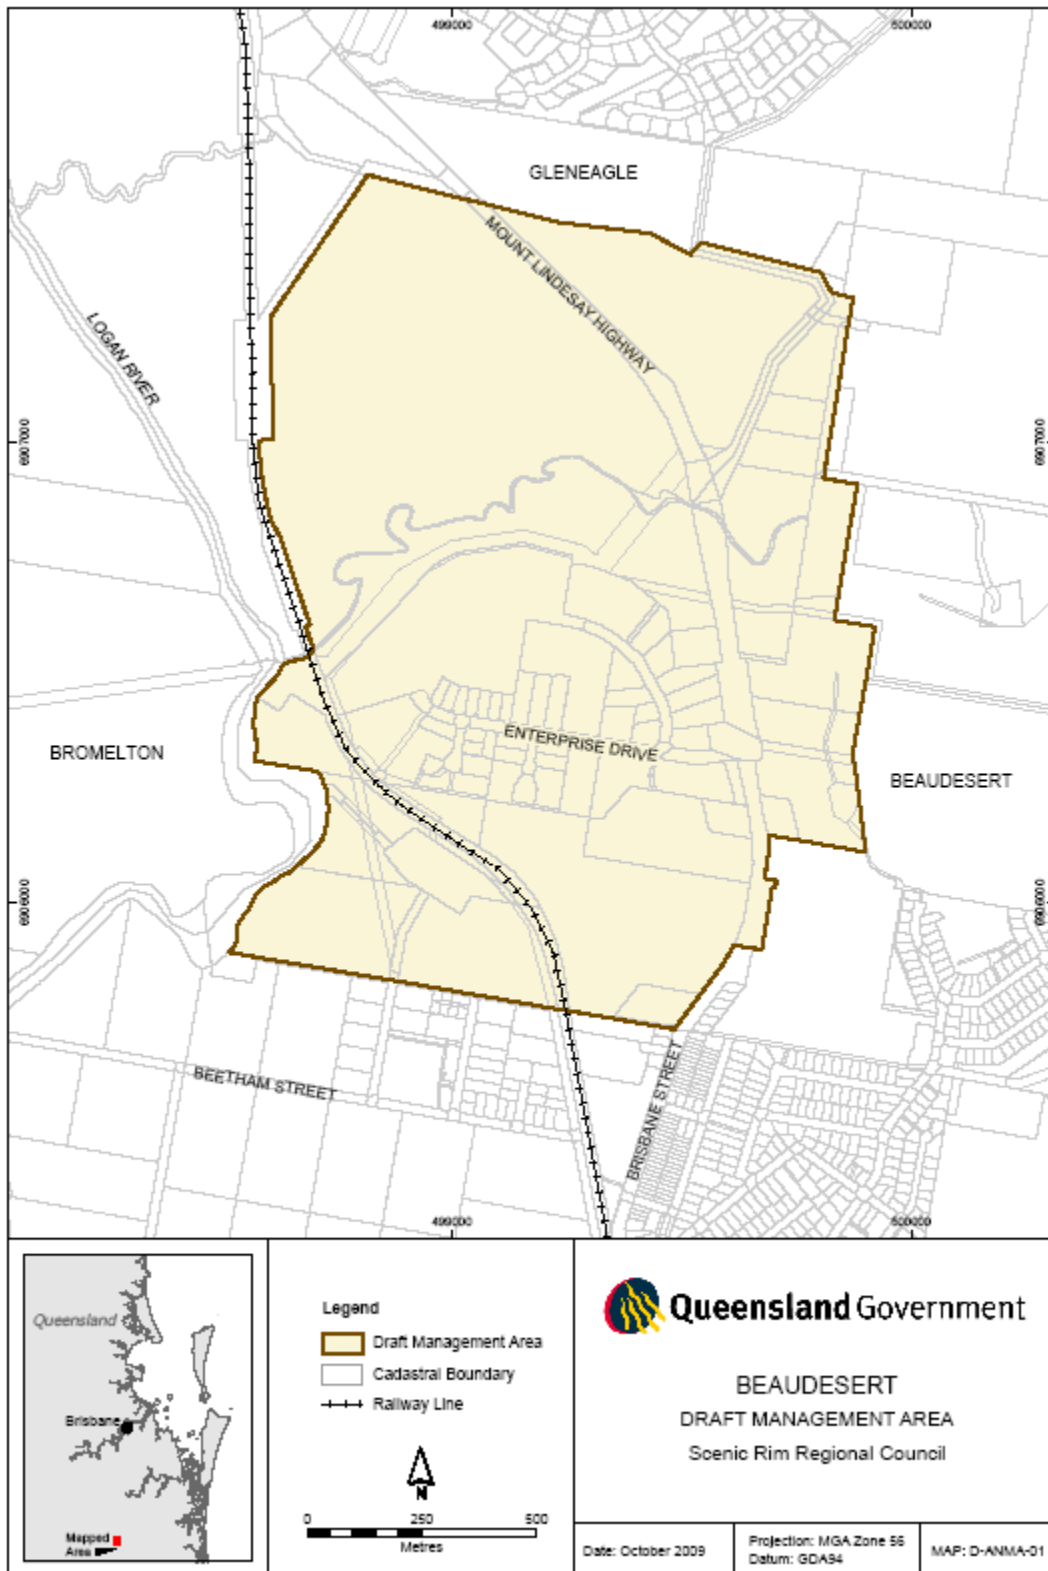 499000
500000
GLENEAGLE
MOUNT LINDESAY HIGHWAY
LOGAN RIVER
6907000
6907000
ENTERPRISE DRIVE
BROMELTON
BEAUDESERT
6906000
6906000
BEETHAM STREET
BRISBANE STREET
499000
500000
Queensland
Brisbane
Mapped
Area
Legend
Draft Management Area
Cadastral Boundary
Railway Line
N
0 250 500
Metres
Queensland Government
BEAUDESERT
DRAFT MANAGEMENT AREA
Scenic Rim Regional Council
Date: October 2009
Projection: MGA Zone 56
Datum: GDA94
MAP: D-ANMA-01